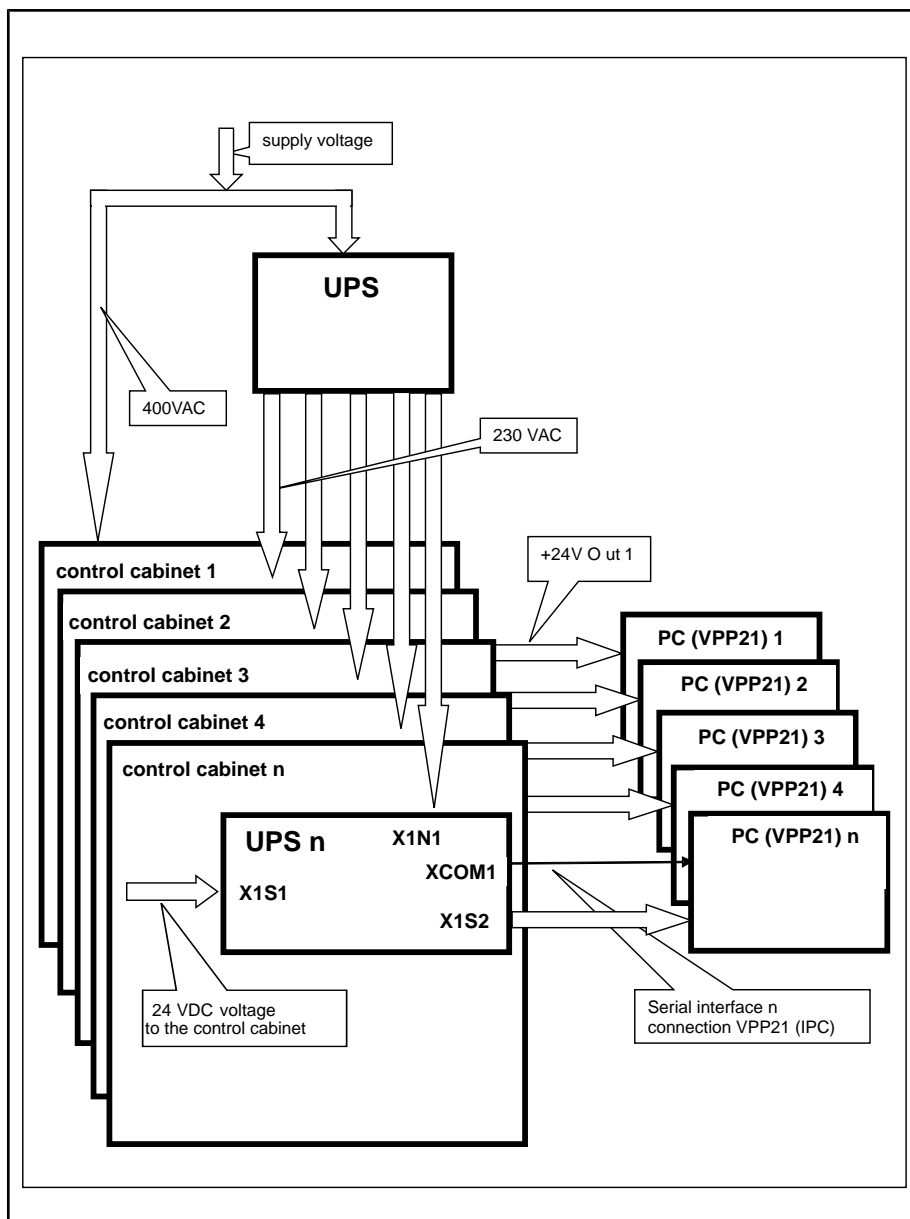 supply voltage
UPS
400VAC
230 VAC
+24V O ut 1
control cabinet 1
control cabinet 2
control cabinet 3
control cabinet 4
control cabinet n
PC (VPP21) 1
PC (VPP21) 2
PC (VPP21) 3
PC (VPP21) 4
PC (VPP21) n
UPS n
X1N1
XCOM1
X1S1
X1S2
24 VDC voltage
to the control cabinet
Serial interface n
connection VPP21 (IPC)